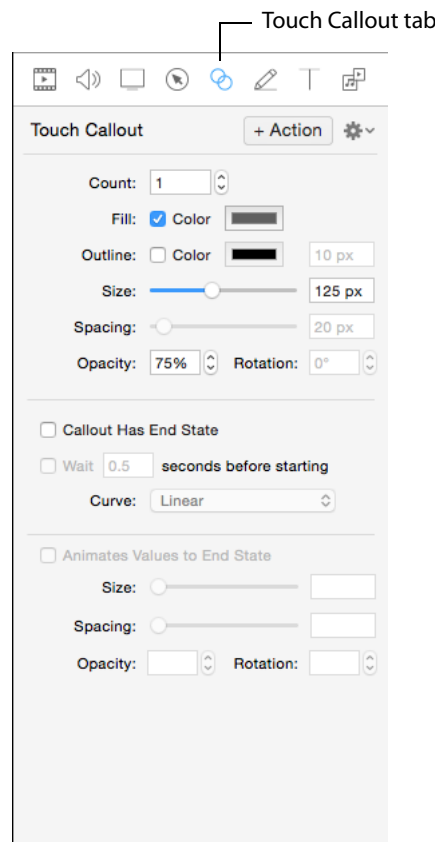 Touch Callout tab
Touch Callout + Action
Count: 1
Fill: Color
Outline: Color 10 px
Size: 125 px
Spacing: 20 px
Opacity: 75% Rotation: 0°
Callout Has End State
Wait 0.5 seconds before starting
Curve: Linear
Animates Values to End State
Size:
Spacing:
Opacity: Rotation: